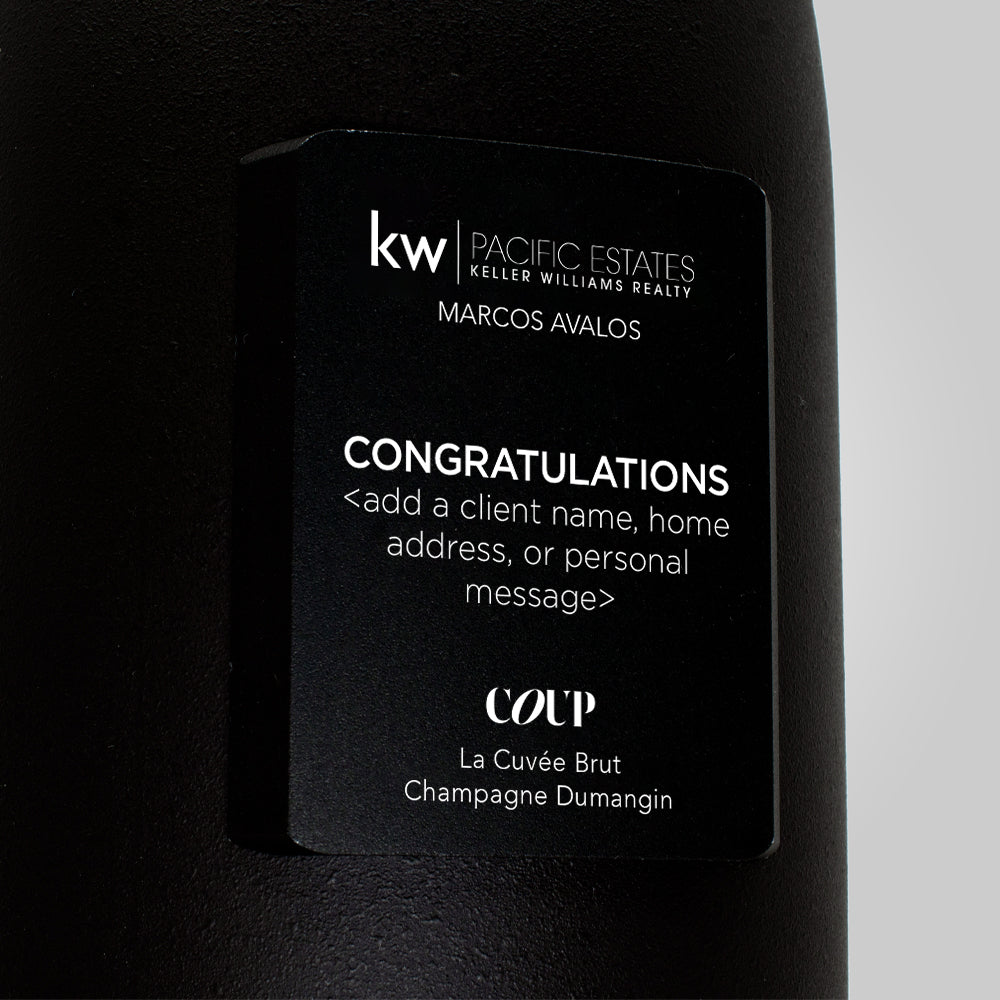 kw PACIFIC ESTATES
KELLER WILLIAMS REALTY
MARCOS AVALOS
CONGRATULATIONS
<add a client name, home
address, or personal
message>
COUP
La Cuvée Brut
Champagne Dumangin